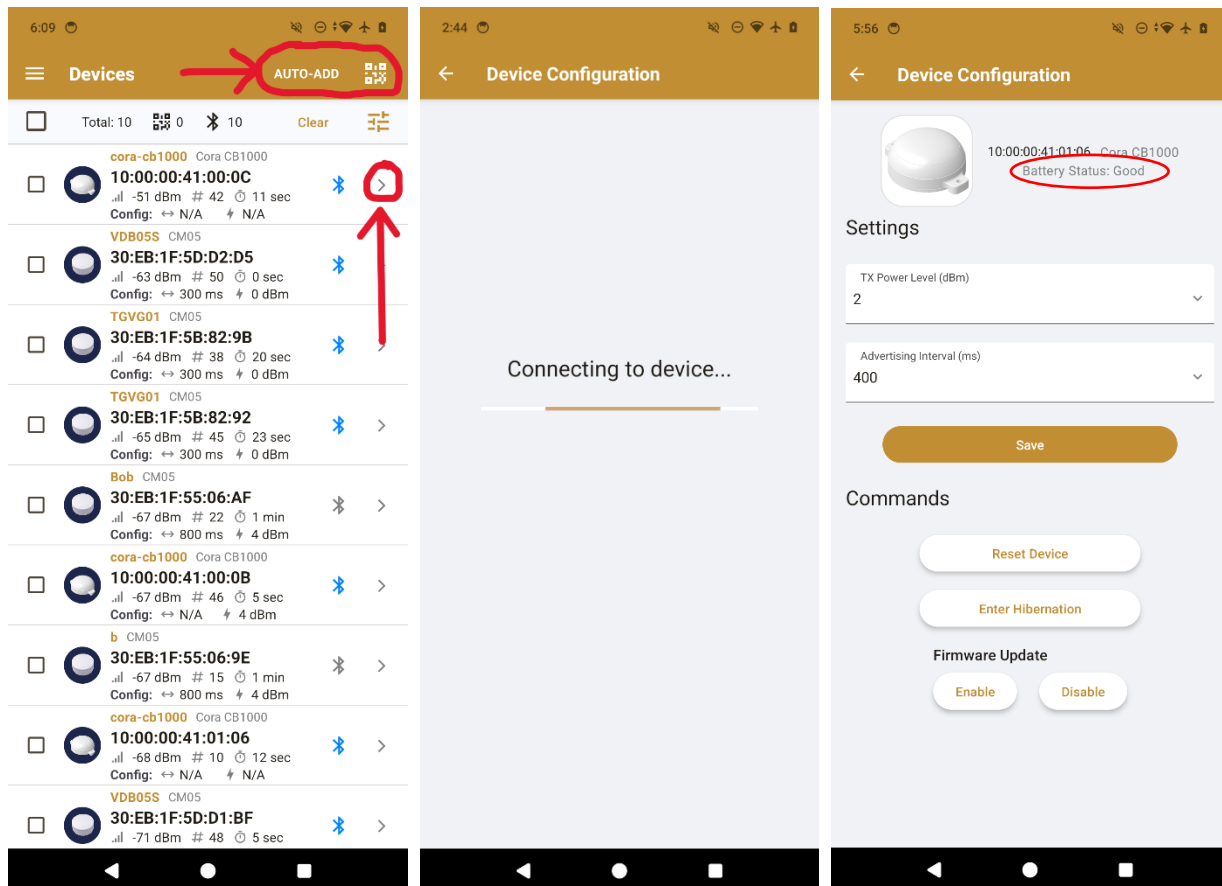 6:09
Devices
AUTO-ADD
Total: 10
0
10
Clear
cora-cb1000 Cora CB1000
10:00:00:41:00:0C
-51 dBm # 42 11 sec
Config: ↔ N/A N/A
VDB05S CM05
30:EB:1F:5D:D2:D5
-63 dBm # 50 0 sec
Config: ↔ 300 ms 0 dBm
TGVG01 CM05
30:EB:1F:5B:82:9B
-64 dBm # 38 20 sec
Config: ↔ 300 ms 0 dBm
TGVG01 CM05
30:EB:1F:5B:82:92
-65 dBm # 45 23 sec
Config: ↔ 300 ms 0 dBm
Bob CM05
30:EB:1F:55:06:AF
-67 dBm # 22 1 min
Config: ↔ 800 ms 4 dBm
cora-cb1000 Cora CB1000
10:00:00:41:00:0B
-67 dBm # 46 5 sec
Config: ↔ N/A 4 dBm
b CM05
30:EB:1F:55:06:9E
-67 dBm # 15 1 min
Config: ↔ 800 ms 4 dBm
cora-cb1000 Cora CB1000
10:00:00:41:01:06
-68 dBm # 10 12 sec
Config: ↔ N/A N/A
VDB05S CM05
30:EB:1F:5D:D1:BF
-71 dBm # 48 5 sec
2:44
Device Configuration
Connecting to device...
5:56
Device Configuration
10:00:00:41:01:06 Cora CB1000
Battery Status: Good
Settings
TX Power Level (dBm)
2
Advertising Interval (ms)
400
Save
Commands
Reset Device
Enter Hibernation
Firmware Update
Enable
Disable